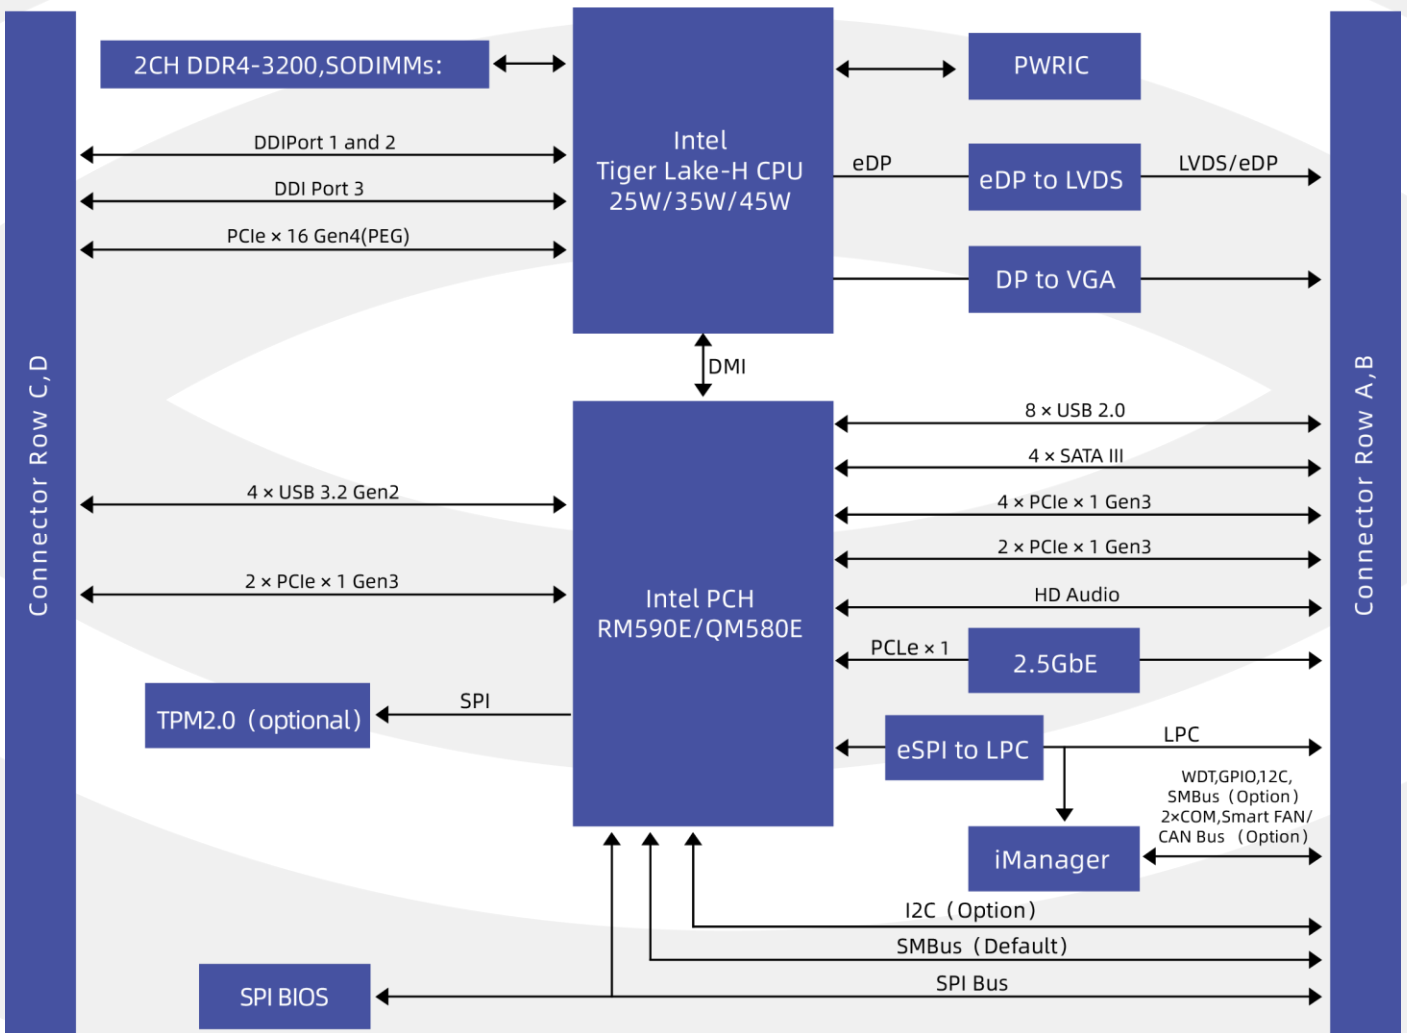 2CH DDR4-3200,SODIMMs:
PWRIC
DDIPort 1 and 2
Intel
Tiger Lake-H CPU
25W/35W/45W
eDP
eDP to LVDS
LVDS/eDP
DDI Port 3
PCIe × 16 Gen4(PEG)
DP to VGA
DMI
Connector Row C,D
Connector Row A,B
8 × USB 2.0
4 × SATA III
4 × USB 3.2 Gen2
4 × PCIe × 1 Gen3
2 × PCIe × 1 Gen3
2 × PCIe × 1 Gen3
HD Audio
Intel PCH
RM590E/QM580E
PCLe × 1
2.5GbE
TPM2.0 (optional)
SPI
eSPI to LPC
LPC
WDT,GPIO,12C,
SMBus (Option)
2×COM,Smart FAN/
CAN Bus (Option)
iManager
I2C (Option)
SMBus (Default)
SPI BIOS
SPI Bus